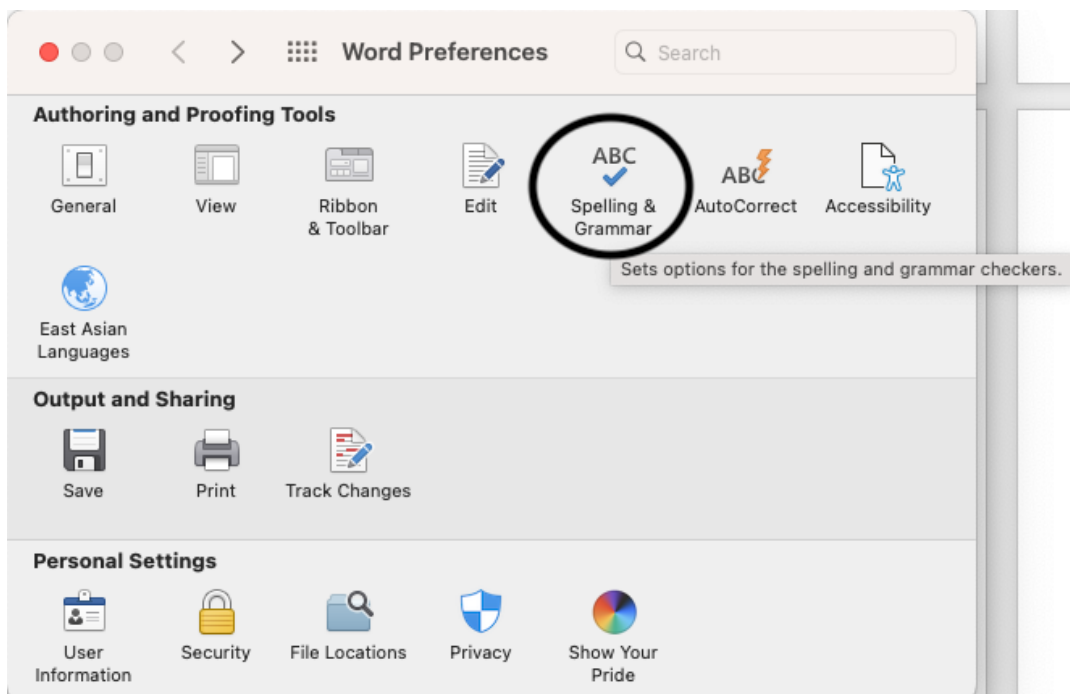 Word Preferences
Search
Authoring and Proofing Tools
General
View
Ribbon
& Toolbar
Edit
ABC
Spelling &
Grammar
ABC
AutoCorrect
Accessibility
Sets options for the spelling and grammar checkers.
East Asian
Languages
Output and Sharing
Save
Print
Track Changes
Personal Settings
User
Information
Security
File Locations
Privacy
Show Your
Pride